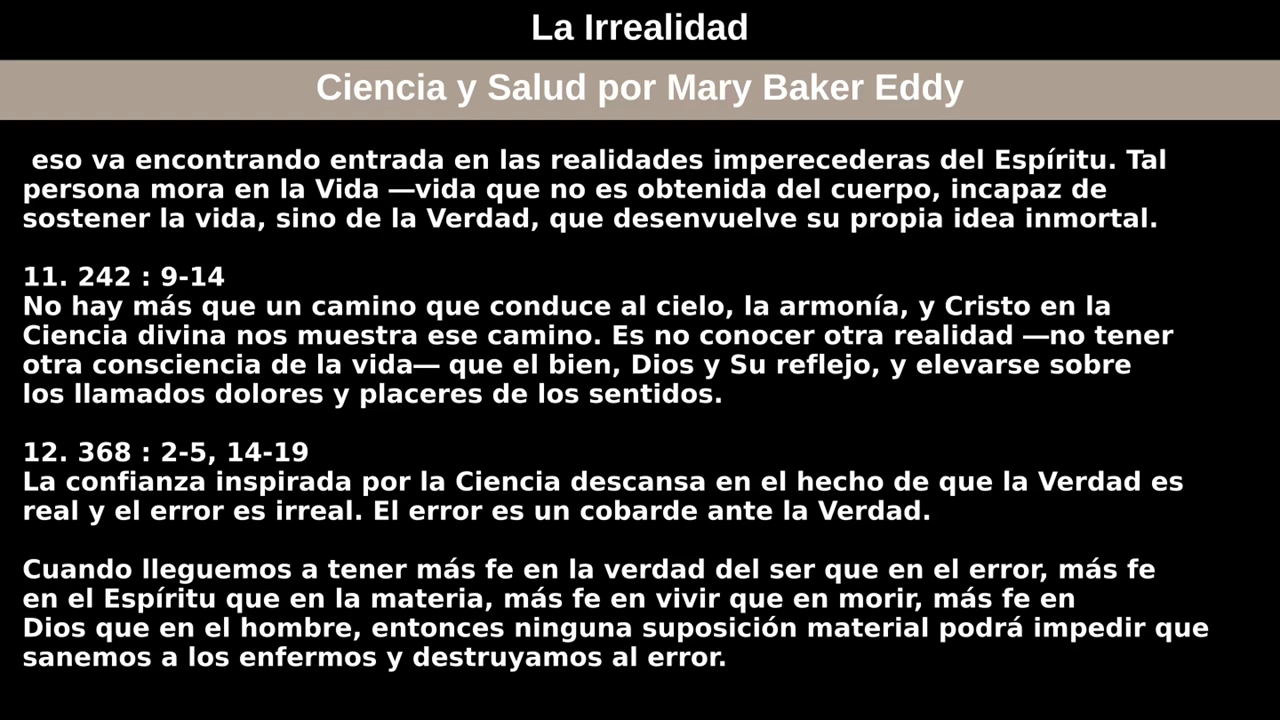 La Irrealidad
Ciencia y Salud por Mary Baker Eddy
eso va encontrando entrada en las realidades imperecederas del Espíritu. Tal
persona mora en la Vida —vida que no es obtenida del cuerpo, incapaz de
sostener la vida, sino de la Verdad, que desenvuelve su propia idea inmortal.
11. 242 : 9-14
No hay más que un camino que conduce al cielo, la armonía, y Cristo en la
Ciencia divina nos muestra ese camino. Es no conocer otra realidad —no tener
otra consciencia de la vida— que el bien, Dios y Su reflejo, y elevarse sobre
los llamados dolores y placeres de los sentidos.
12. 368 : 2-5, 14-19
La confianza inspirada por la Ciencia descansa en el hecho de que la Verdad es
real y el error es irreal. El error es un cobarde ante la Verdad.
Cuando lleguemos a tener más fe en la verdad del ser que en el error, más fe
en el Espíritu que en la materia, más fe en vivir que en morir, más fe en
Dios que en el hombre, entonces ninguna suposición material podrá impedir que
sanemos a los enfermos y destruyamos al error.